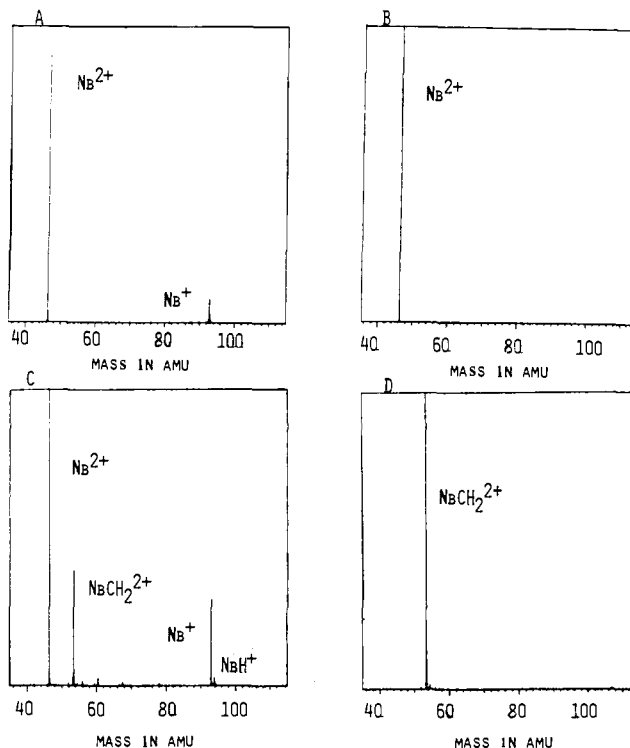 A
Nb²⁺
Nb⁺
40 60 80 100
MASS IN AMU
B
Nb²⁺
40 60 80 100
MASS IN AMU
C
Nb²⁺
NbCH₂²⁺
Nb⁺
NbH⁺
40 60 80 100
MASS IN AMU
D
NbCH₂²⁺
40 60 80 100
MASS IN AMU